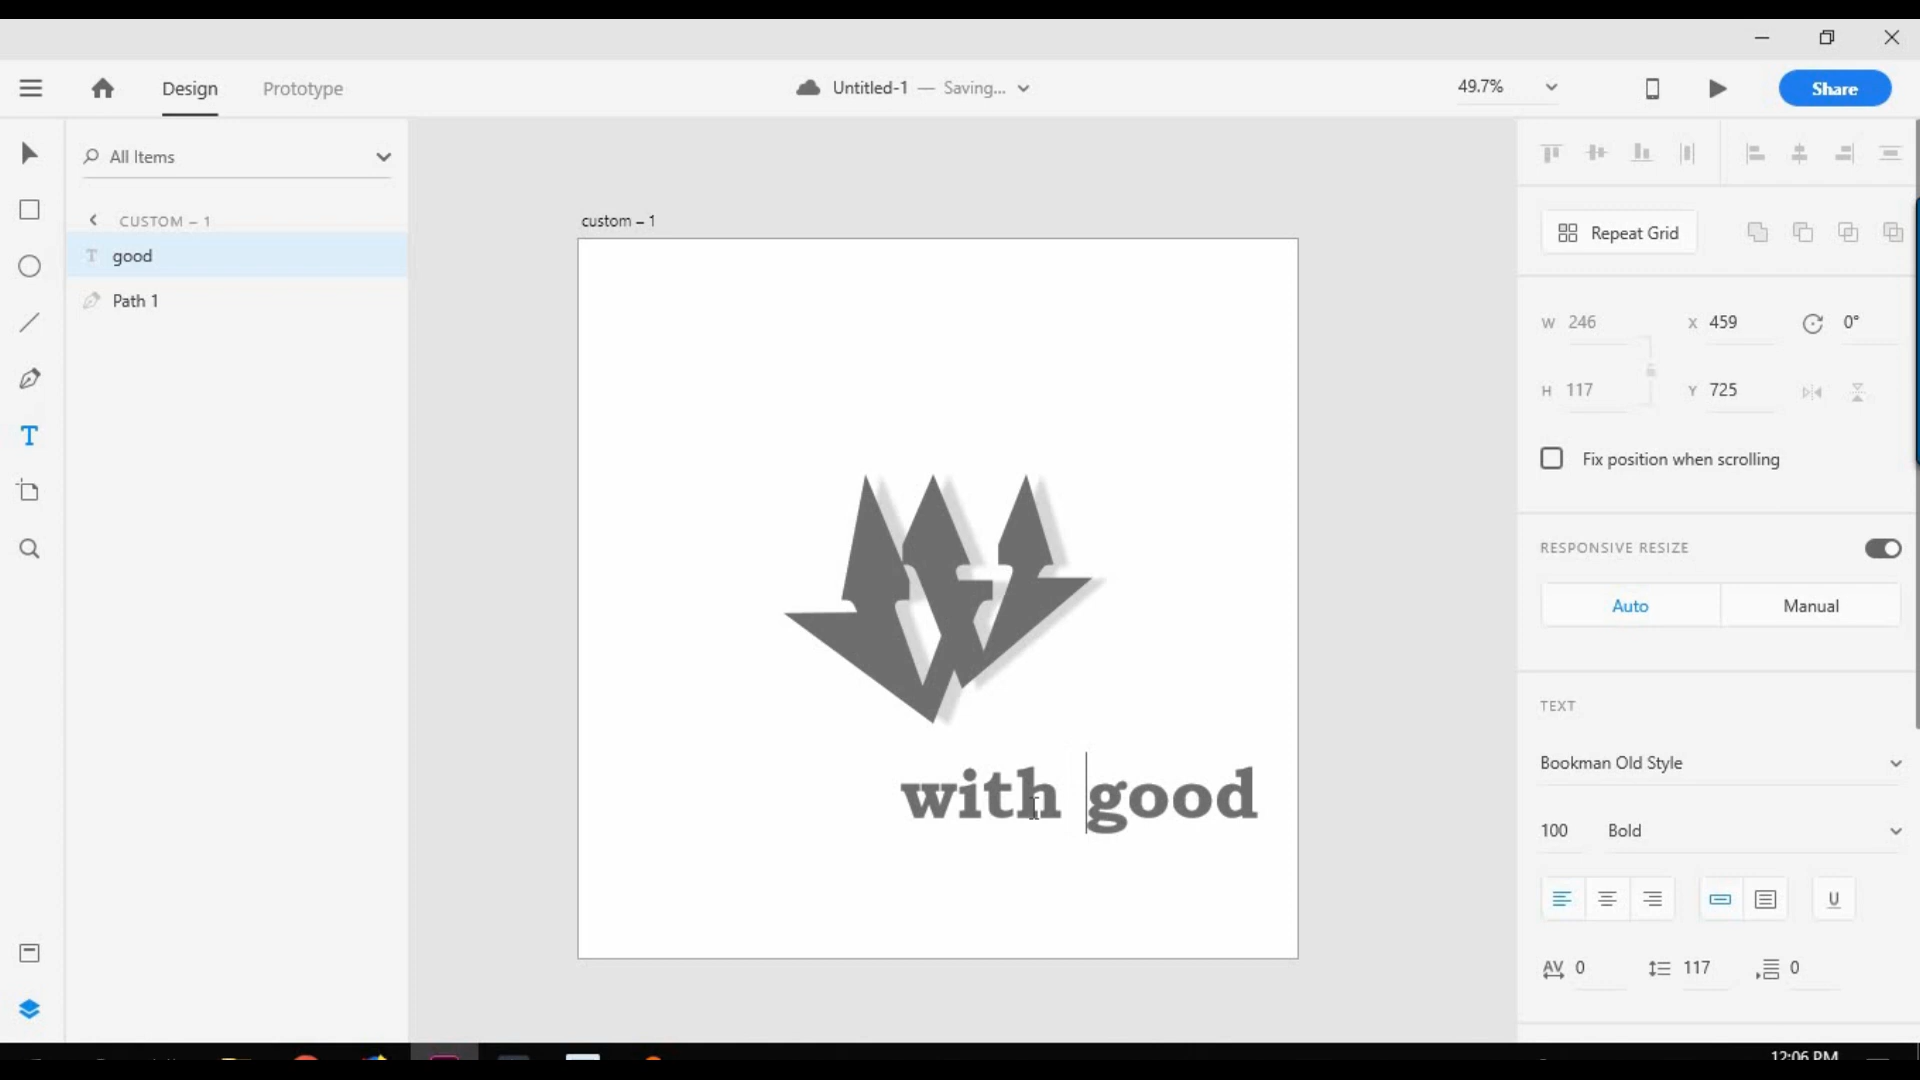 Design
Prototype
Untitled-1 — Saving...
49.7%
Share
All Items
CUSTOM – 1
T good
Path 1
custom – 1
W
with good
Repeat Grid
W 246
X 459
0°
H 117
Y 725
Fix position when scrolling
RESPONSIVE RESIZE
Auto
Manual
TEXT
Bookman Old Style
100
Bold
U
AV 0
117
0
12:06 PM